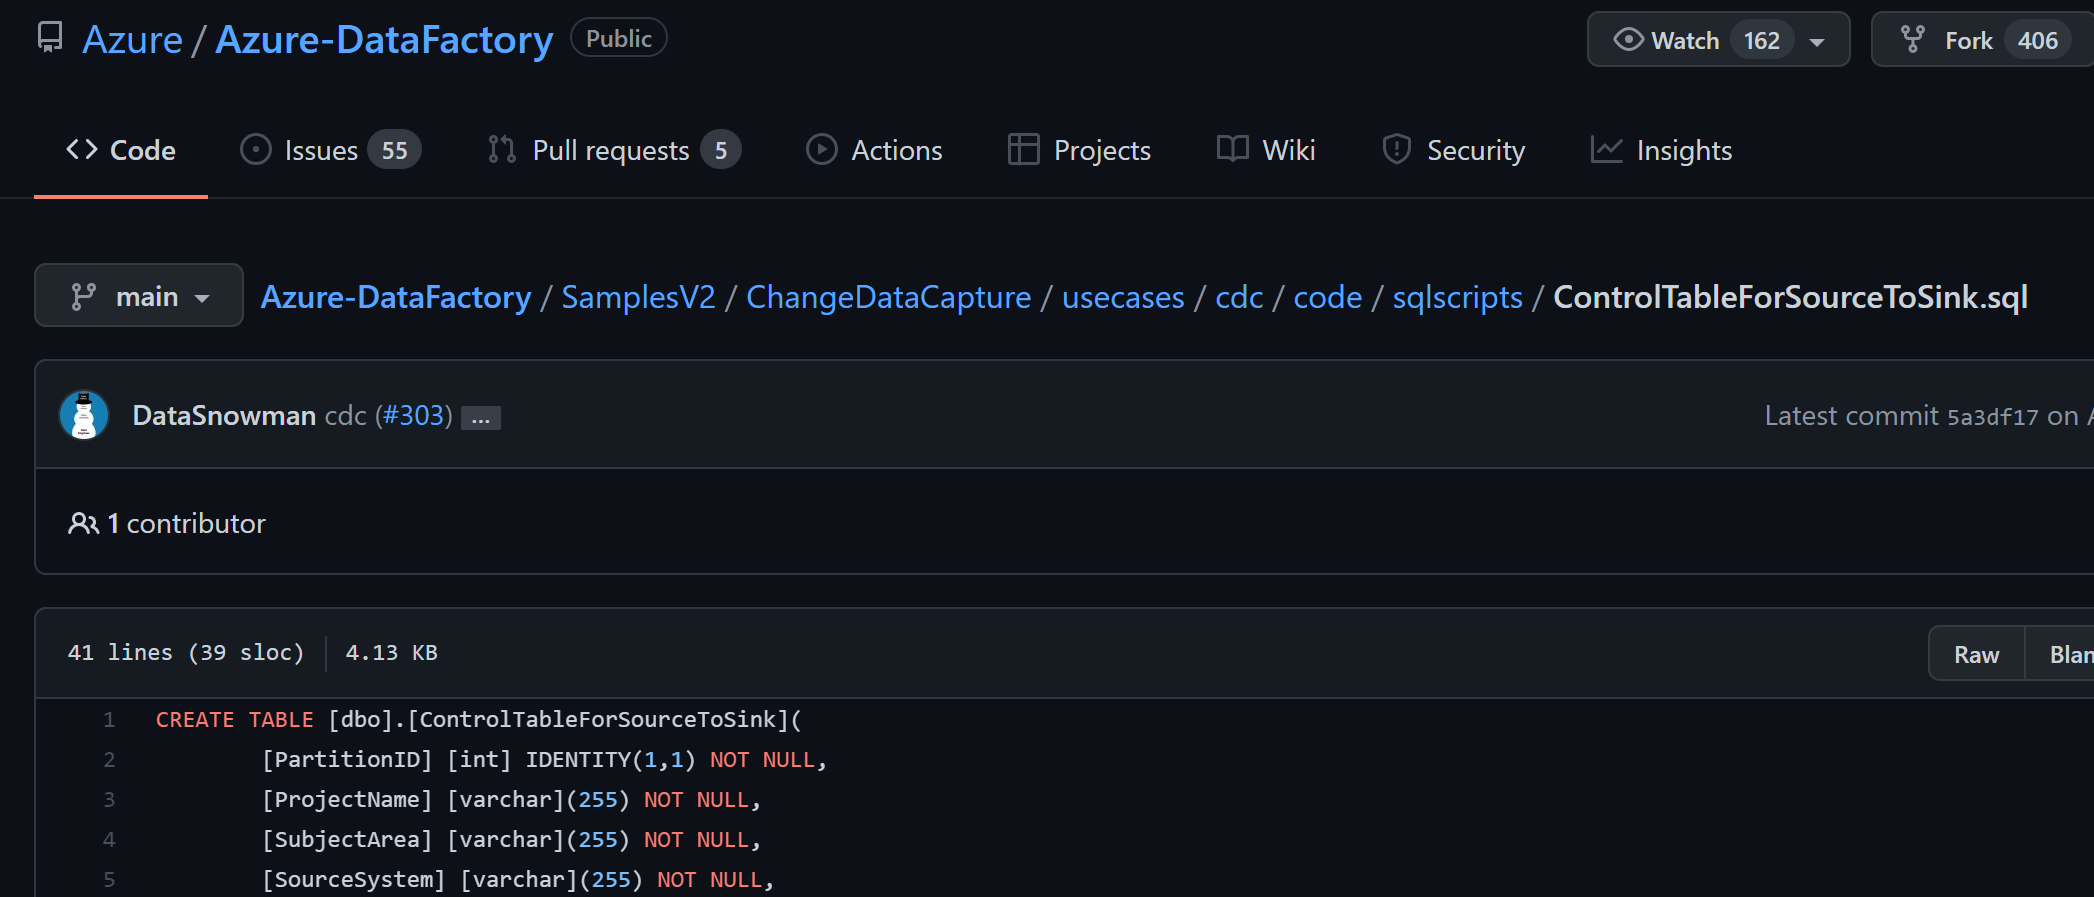 Azure / Azure-DataFactory Public Watch 162 Fork 406
Code Issues 55 Pull requests 5 Actions Projects Wiki Security Insights
main Azure-DataFactory / SamplesV2 / ChangeDataCapture / usecases / cdc / code / sqlscripts / ControlTableForSourceToSink.sql
DataSnowman cdc (#303) ... Latest commit 5a3df17 on
1 contributor
41 lines (39 sloc) 4.13 KB Raw Blan
1 CREATE TABLE [dbo].[ControlTableForSourceToSink](
2 [PartitionID] [int] IDENTITY(1,1) NOT NULL,
3 [ProjectName] [varchar](255) NOT NULL,
4 [SubjectArea] [varchar](255) NOT NULL,
5 [SourceSystem] [varchar](255) NOT NULL,